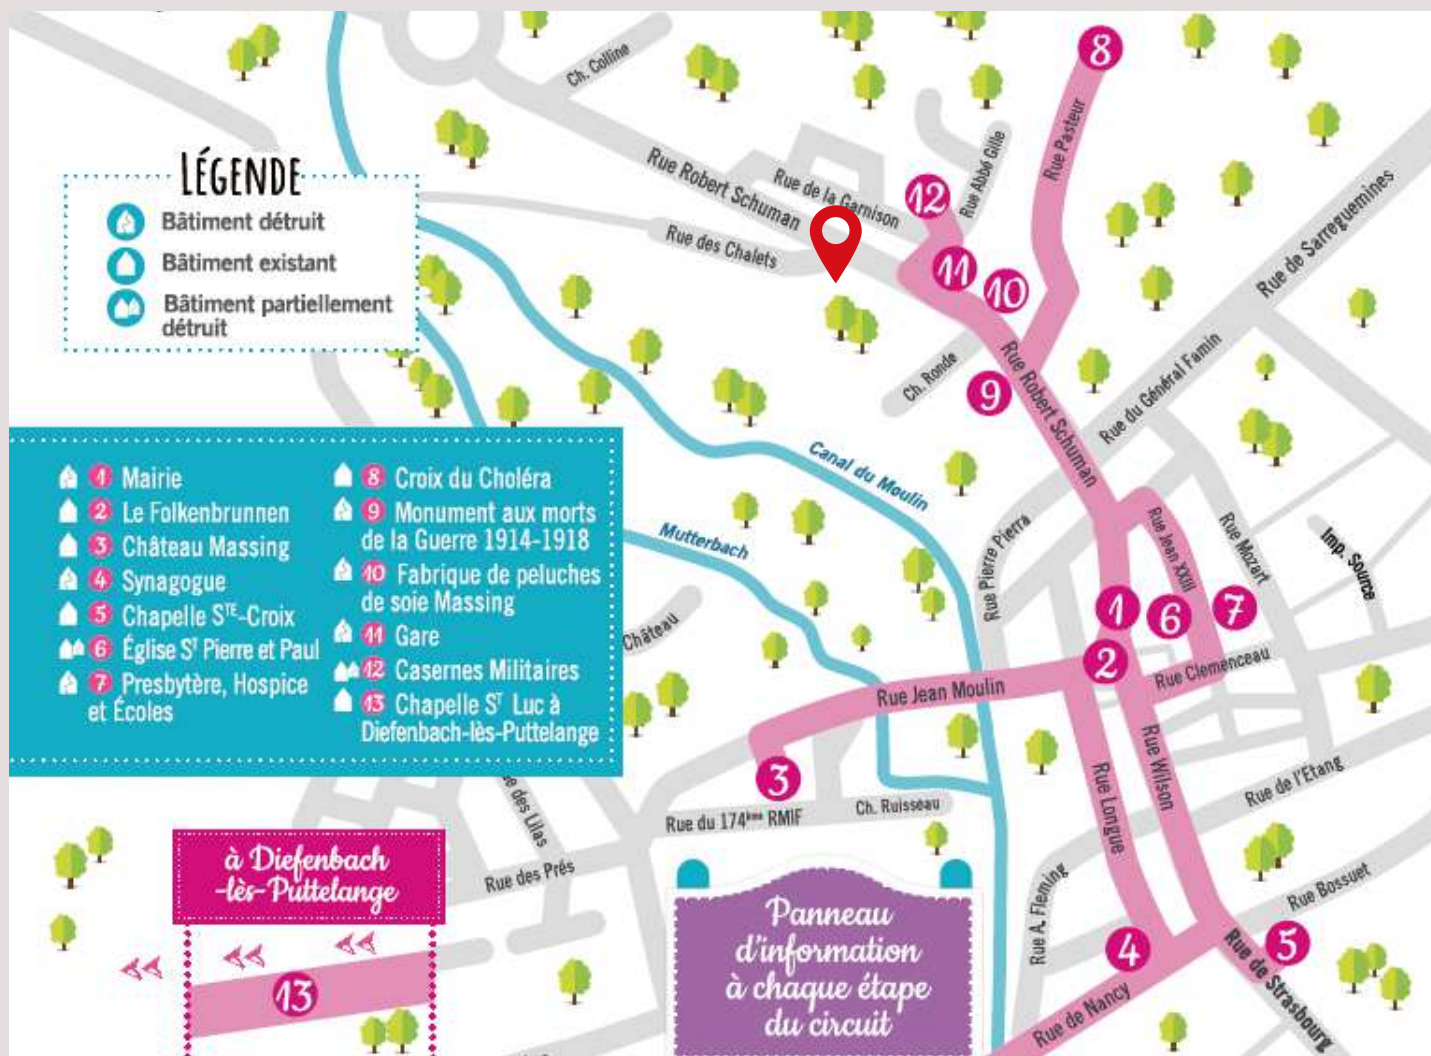 Légende
Bâtiment détruit
Bâtiment existant
Bâtiment partiellement
détruit
1 Mairie
2 Le Folkenbrunnen
3 Château Massing
4 Synagogue
5 Chapelle STE-Croix
6 Église ST Pierre et Paul
7 Presbytère, Hospice
et Écoles
8 Croix du Choléra
9 Monument aux morts
de la Guerre 1914-1918
10 Fabrique de peluches
de soie Massing
11 Gare
12 Casernes Militaires
13 Chapelle ST Luc à
Diefenbach-lès-Puttelange
Ch. Colline
Rue Robert Schuman
Rue de la Garnison
Rue des Chalets
Rue Abbé Gille
Rue Pasteur
8
12
11
10
9
Rue de Sarreguemines
Rue du Général Famin
Ch. Ronde
Rue Robert Schuman
Canal du Moulin
Mutterbach
Rue Pierre Pierra
Rue Jean XXIII
Rue Mozart
Imp. Source
Château
1
6
7
2
Rue Clemenceau
Rue Jean Moulin
3
Rue Wilson
Rue Longue
Rue de l'Etang
Ch. Ruisseau
Rue du 174ème RMIF
des Lilas
Rue des Prés
Rue A. Fleming
Rue Bossuet
4
5
Rue de Nancy
Rue de Strasbourg
à Diefenbach
-lès-Puttelange
13
Panneau
d'information
à chaque étape
du circuit